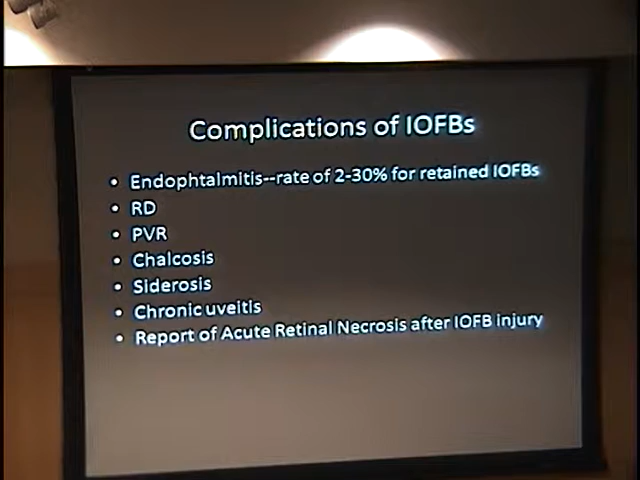 Complications of IOFBs
• Endophtalmitis--rate of 2-30% for retained IOFBs
• RD
• PVR
• Chalcosis
• Siderosis
• Chronic uveitis
• Report of Acute Retinal Necrosis after IOFB injury